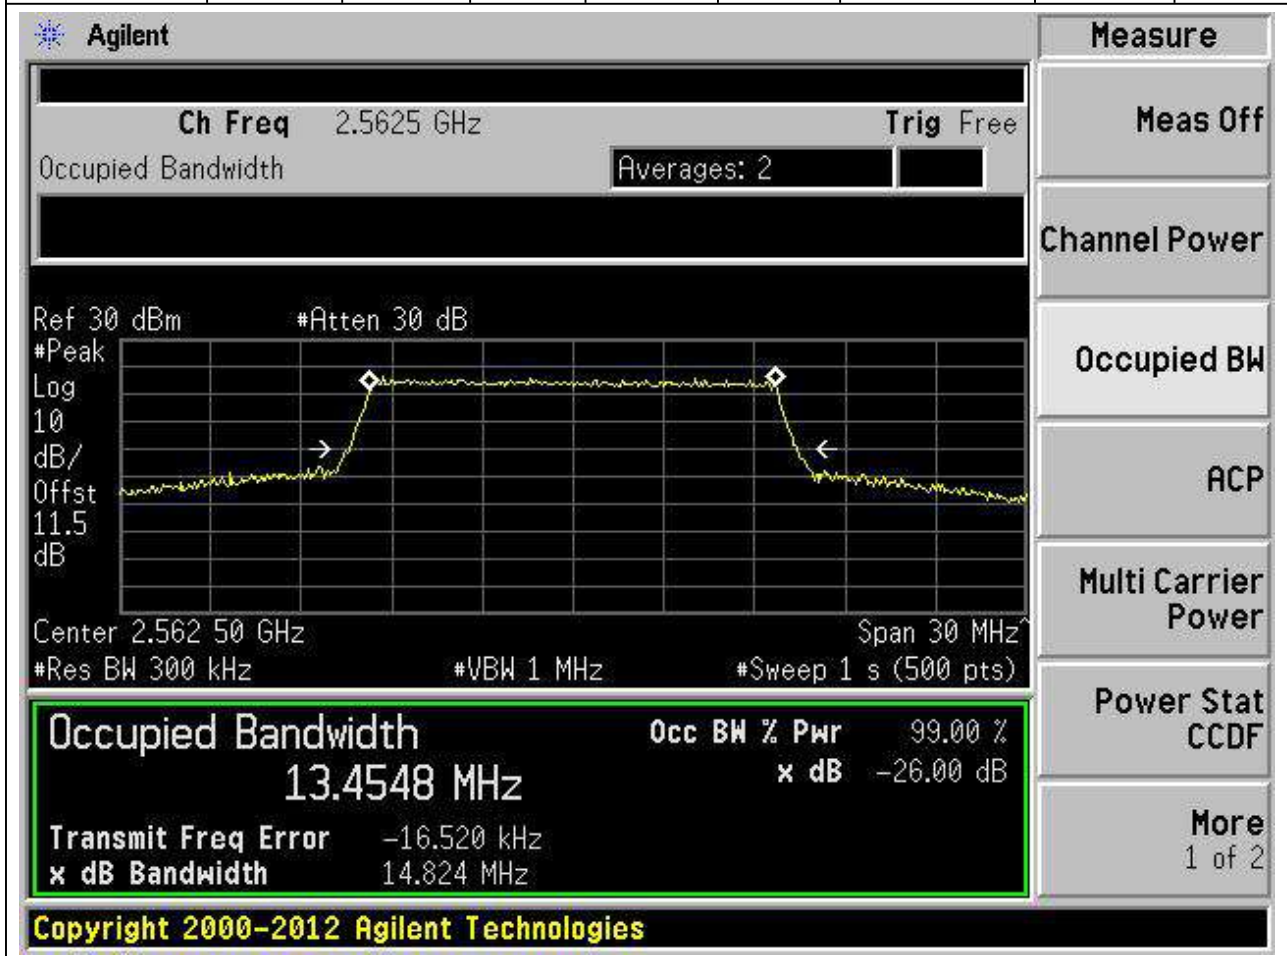 Agilent
Measure
Ch Freq 2.5625 GHz Trig Free
Occupied Bandwidth Averages: 2
Meas Off
Channel Power
Occupied BW
ACP
Multi Carrier
Power
Power Stat
CCDF
More
1 of 2
Ref 30 dBm #Atten 30 dB
#Peak
Log
10
dB/
Offst
11.5
dB
Center 2.562 50 GHz Span 30 MHz^
#Res BW 300 kHz #VBW 1 MHz #Sweep 1 s (500 pts)
Occupied Bandwidth Occ BW % Pwr 99.00 %
13.4548 MHz x dB -26.00 dB
Transmit Freq Error -16.520 kHz
x dB Bandwidth 14.824 MHz
Copyright 2000-2012 Agilent Technologies